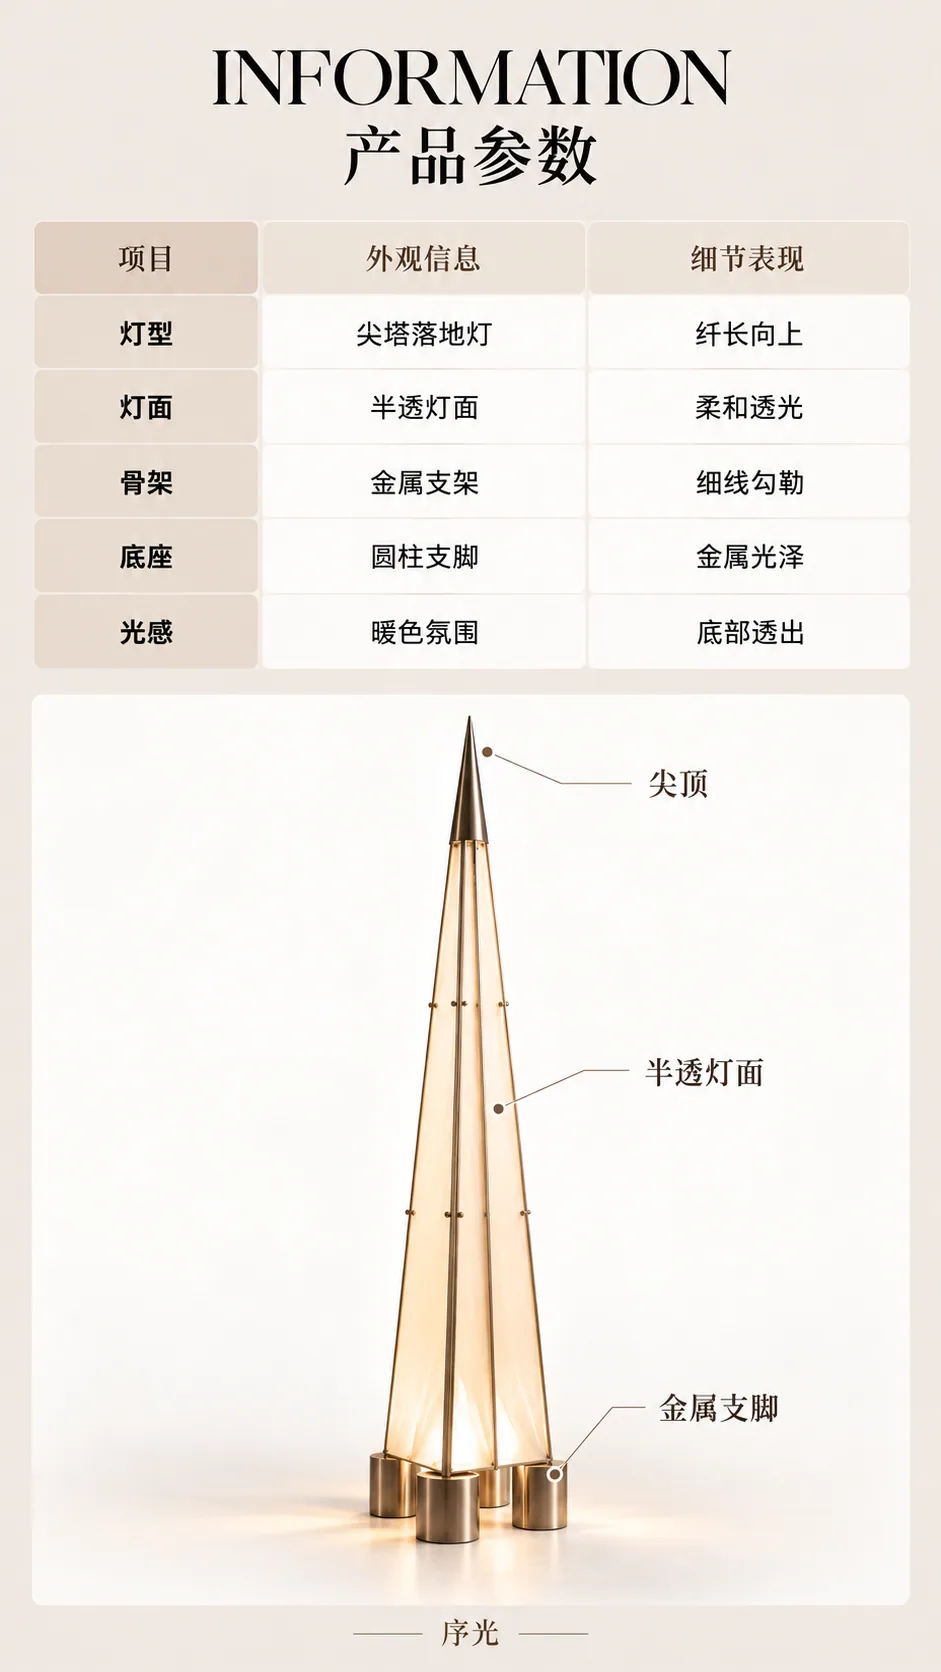 INFORMATION
产品参数
项目 外观信息 细节表现
灯型 尖塔落地灯 纤长向上
灯面 半透灯面 柔和透光
骨架 金属支架 细线勾勒
底座 圆柱支脚 金属光泽
光感 暖色氛围 底部透出
尖顶
半透灯面
金属支脚
序光